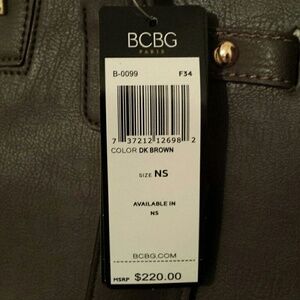 BCBG
PARIS
B-0099 F34
7 37212 12698 2
COLOR DK BROWN
SIZE NS
AVAILABLE IN
NS
BCBG.COM
MSRP $220.00